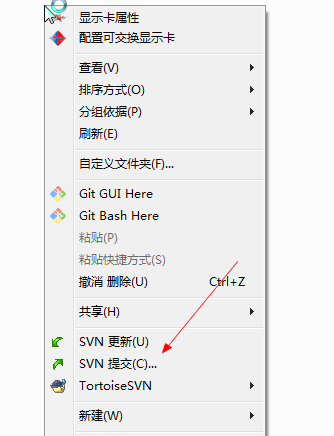 显示卡属性
配置可交换显示卡
查看(V)
排序方式(O)
分组依据(P)
刷新(E)
自定义文件夹(F)...
Git GUI Here
Git Bash Here
粘贴(P)
粘贴快捷方式(S)
撤消 删除(U) Ctrl+Z
共享(H)
SVN 更新(U)
SVN 提交(C)...
TortoiseSVN
新建(W)